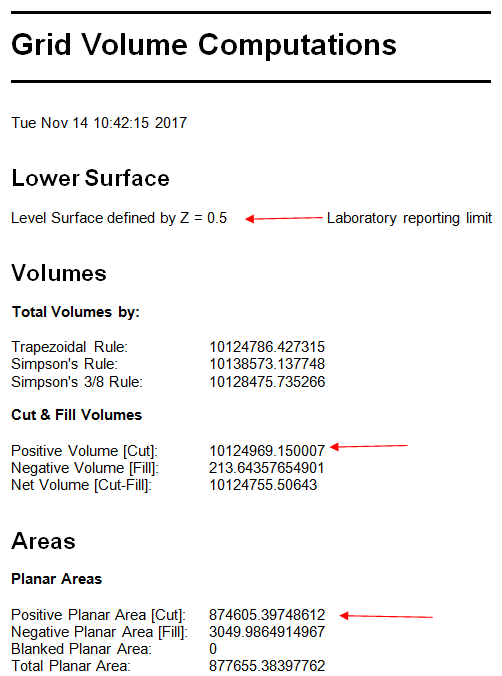 Grid Volume Computations
Tue Nov 14 10:42:15 2017
Lower Surface
Level Surface defined by Z = 0.5 Laboratory reporting limit
Volumes
Total Volumes by:
Trapezoidal Rule: 10124786.427315
Simpson's Rule: 10138573.137748
Simpson's 3/8 Rule: 10128475.735266
Cut & Fill Volumes
Positive Volume [Cut]: 10124969.150007
Negative Volume [Fill]: 213.64357654901
Net Volume [Cut-Fill]: 10124755.50643
Areas
Planar Areas
Positive Planar Area [Cut]: 874605.39748612
Negative Planar Area [Fill]: 3049.9864914967
Blanked Planar Area: 0
Total Planar Area: 877655.38397762